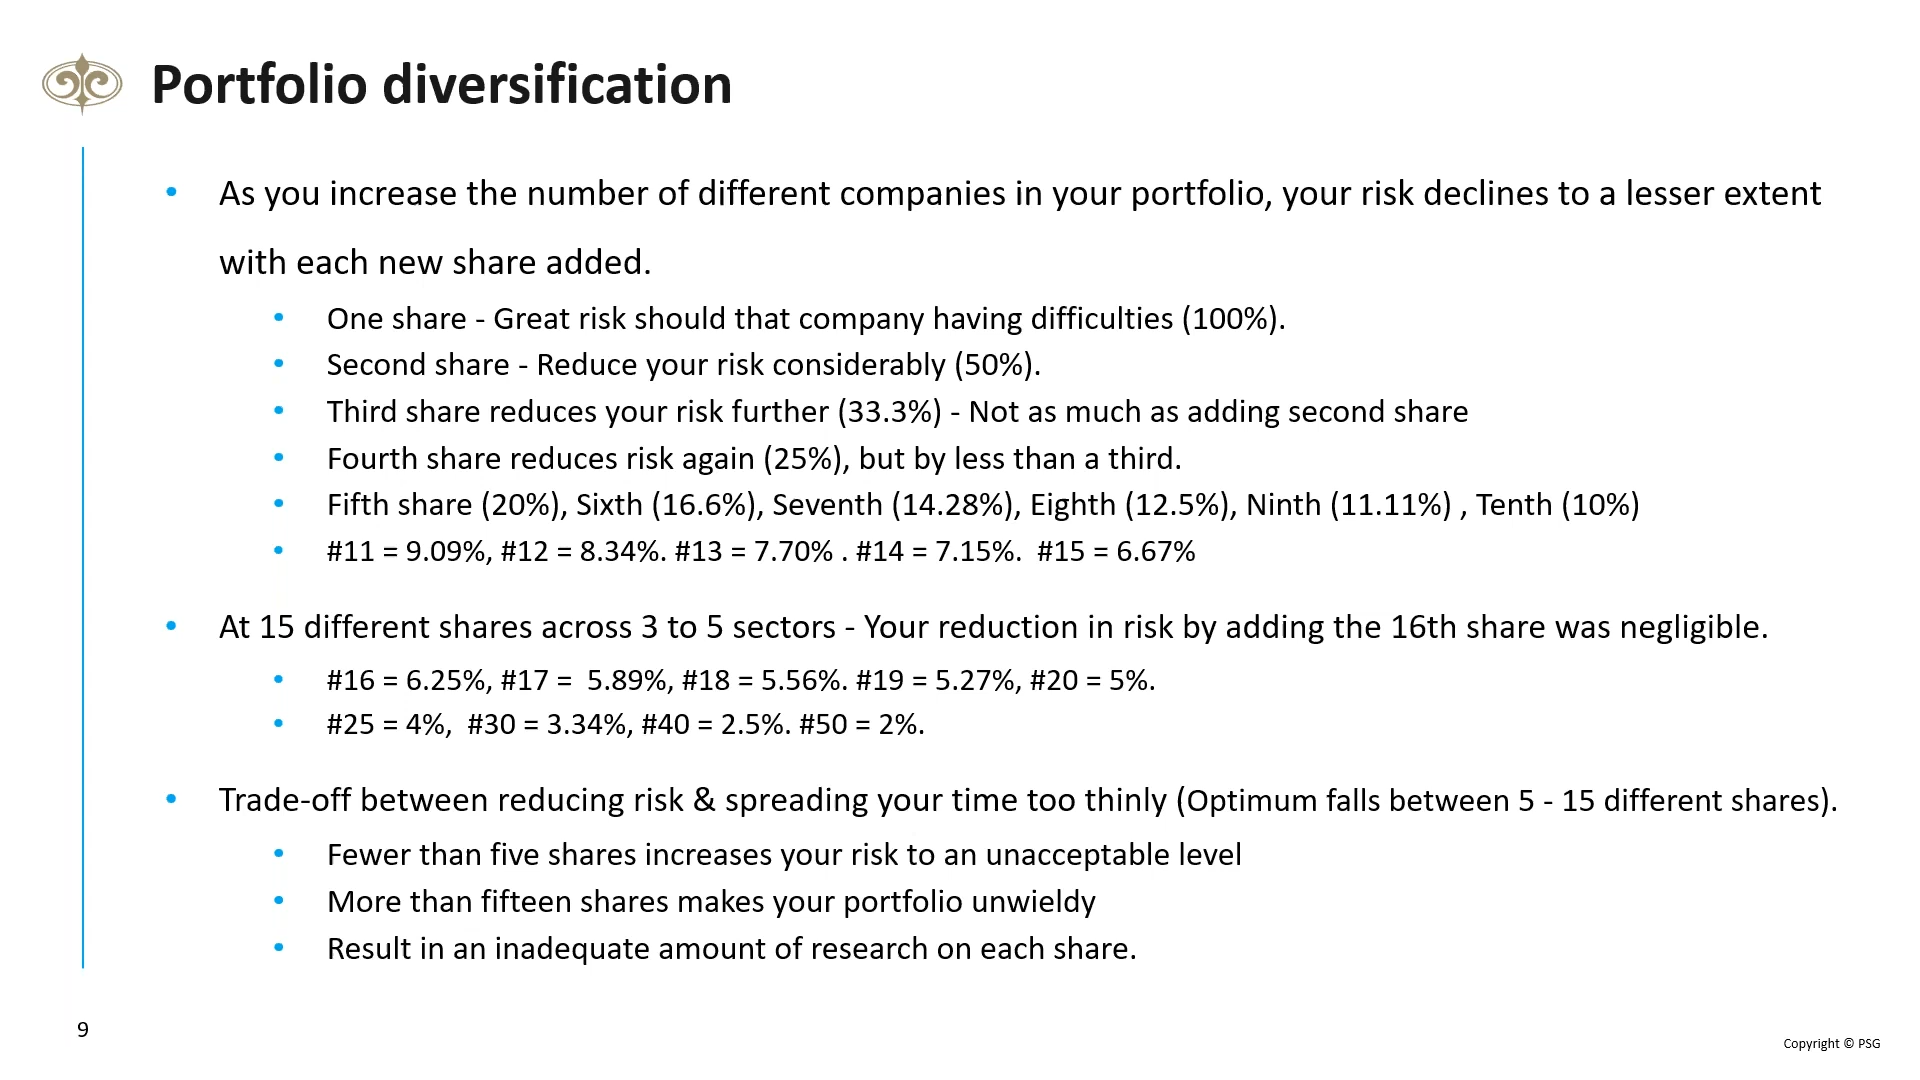 Portfolio diversification
• As you increase the number of different companies in your portfolio, your risk declines to a lesser extent
with each new share added.
• One share - Great risk should that company having difficulties (100%).
• Second share - Reduce your risk considerably (50%).
• Third share reduces your risk further (33.3%) - Not as much as adding second share
• Fourth share reduces risk again (25%), but by less than a third.
• Fifth share (20%), Sixth (16.6%), Seventh (14.28%), Eighth (12.5%), Ninth (11.11%) , Tenth (10%)
• #11 = 9.09%, #12 = 8.34%. #13 = 7.70% . #14 = 7.15%.  #15 = 6.67%
• At 15 different shares across 3 to 5 sectors - Your reduction in risk by adding the 16th share was negligible.
• #16 = 6.25%, #17 =  5.89%, #18 = 5.56%. #19 = 5.27%, #20 = 5%.
• #25 = 4%,  #30 = 3.34%, #40 = 2.5%. #50 = 2%.
• Trade-off between reducing risk & spreading your time too thinly (Optimum falls between 5 - 15 different shares).
• Fewer than five shares increases your risk to an unacceptable level
• More than fifteen shares makes your portfolio unwieldy
• Result in an inadequate amount of research on each share.
9
Copyright © PSG